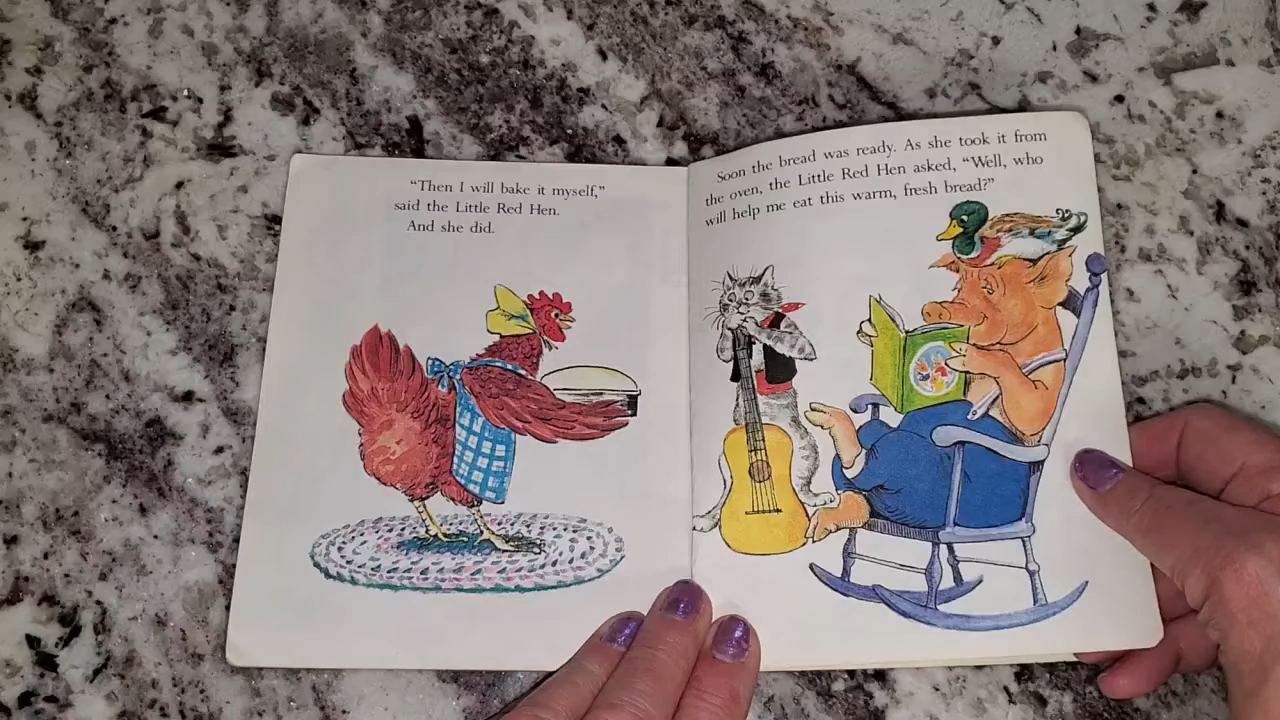 “Then I will bake it myself,”
said the Little Red Hen.
And she did.
Soon the bread was ready. As she took it from
the oven, the Little Red Hen asked, “Well, who
will help me eat this warm, fresh bread?”